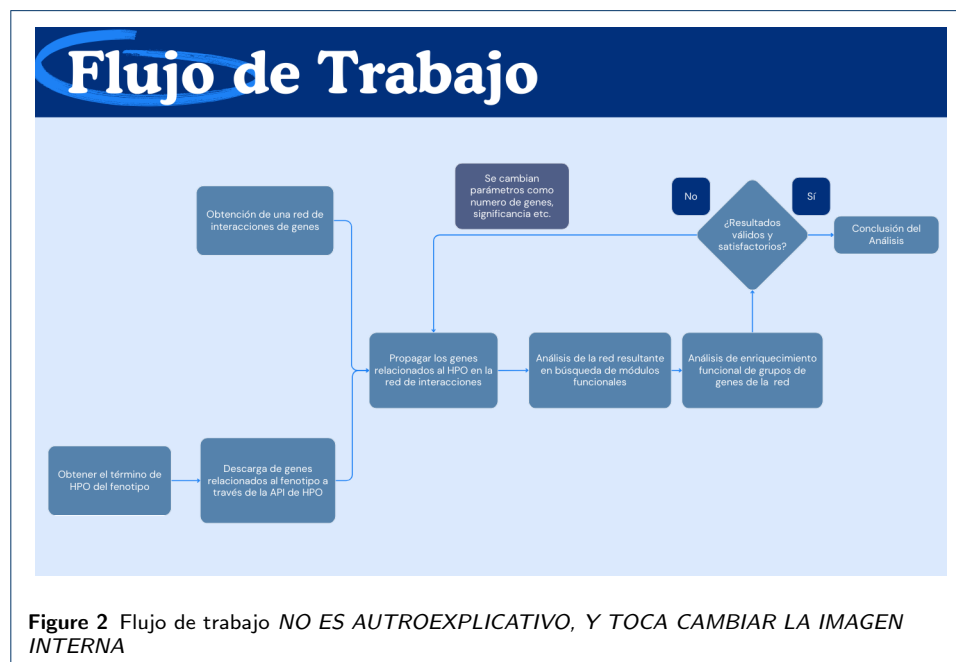 Flujo de Trabajo
Obtención de una red de
interacciones de genes
Se cambian
parámetros como
numero de genes,
significancia etc.
No
Sí
¿Resultados
válidos y
satisfactorios?
Conclusión del
Análisis
Propagar los genes
relacionados al HPO en la
red de interacciones
Análisis de la red resultante
en búsqueda de módulos
funcionales
Análisis de enriquecimiento
funcional de grupos de
genes de la red
Obtener el término de
HPO del fenotipo
Descarga de genes
relacionados al fenotipo a
través de la API de HPO
Figure 2 Flujo de trabajo NO ES AUTROEXPLICATIVO, Y TOCA CAMBIAR LA IMAGEN
INTERNA